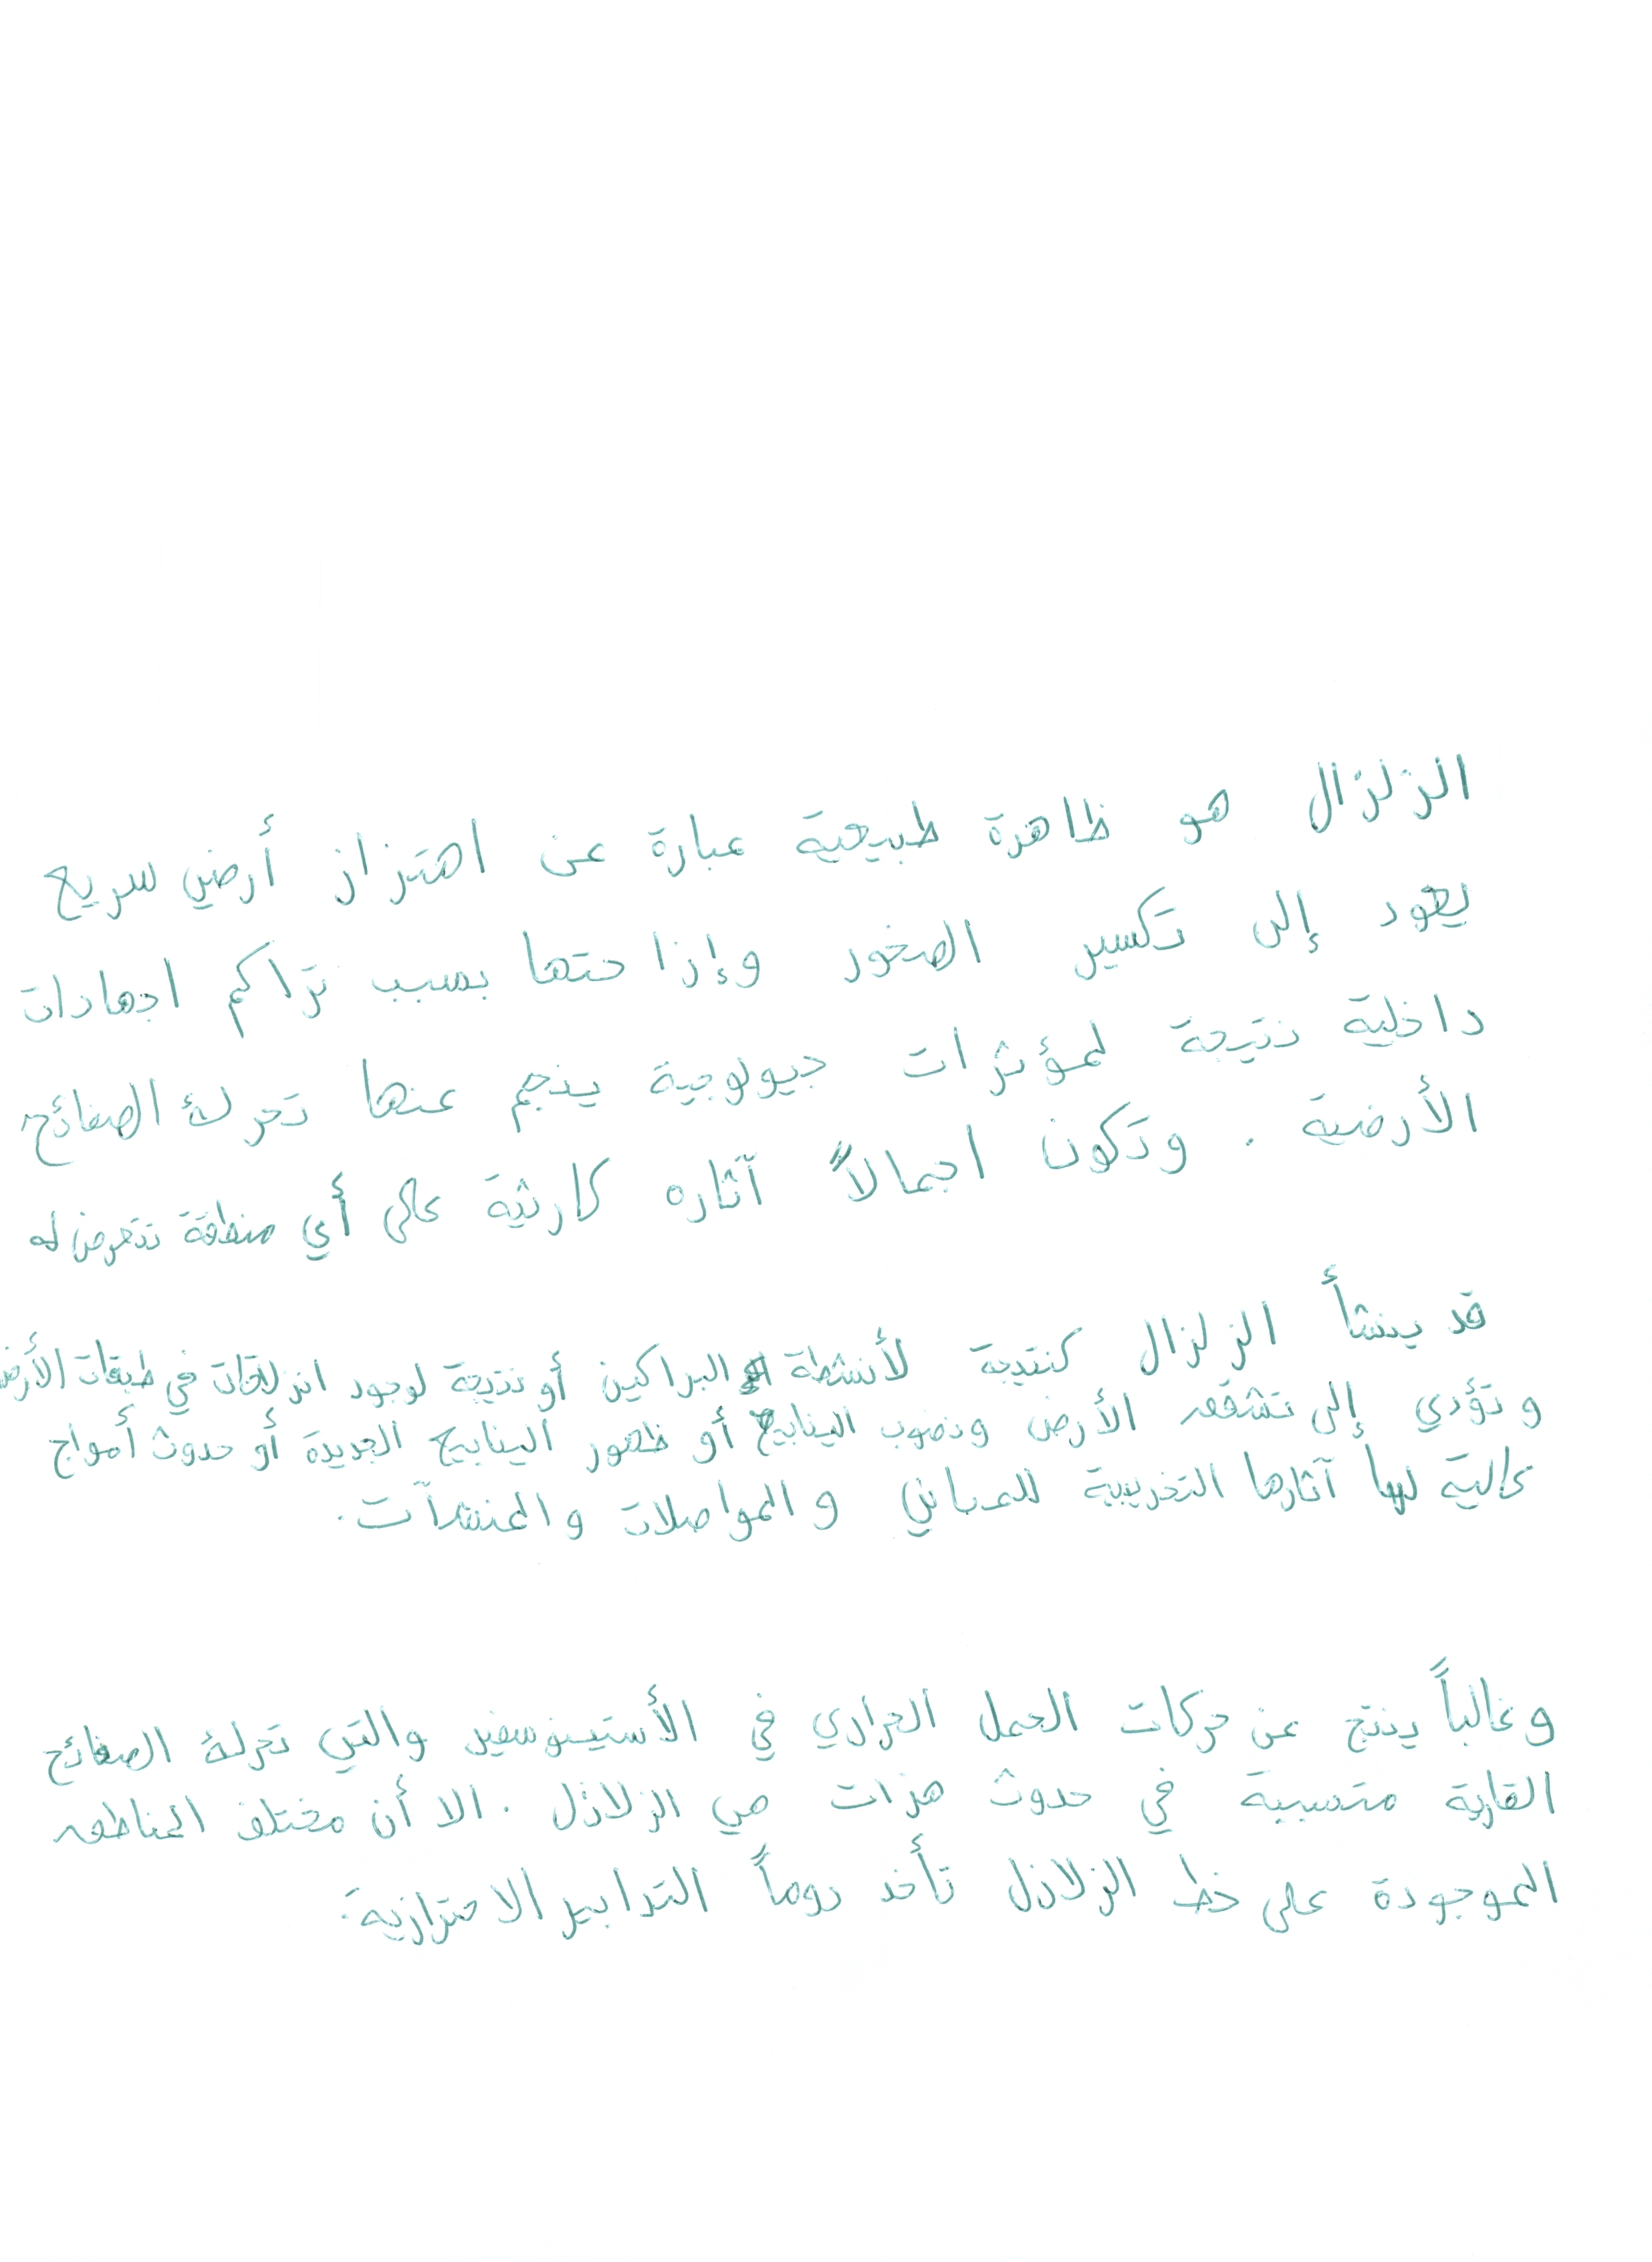 الزلزال هو ظاهرة طبيعية عبارة عن اهتزاز أرضي سريع
يعود إلى تكسير الصخور وإزاحتها بسبب تراكم اجهادات
داخلية نتيجة لمؤثرات جيولوجية ينجم عنها تحرك الصفائح
الأرضية . وتكون اجمالاً آثاره كارثية على أي منطقة تتعرض له
قد ينشأ الزلزال كنتيجة لأنشطة البراكين أو نتيجة لوجود انزلاقات في طبقات الأرض
وتؤدي إلى تشقق الأرض ونضوب الينابيع أو ظهور الينابيع الجديدة أو حدوث أمواج
عالية لها آثارها التخريبية للمباني والمواصلات والمنشآت.
وغالباً ينتج عن حركات الحمل الحراري في الأستينوسفير والتي تحرك الصفائح
القارية متسببة في حدوث هزات هي الزلازل . الا أن مختلف المناطق
الموجودة على خط الزلازل تأخذ دوماً التدابير الاحترازية.